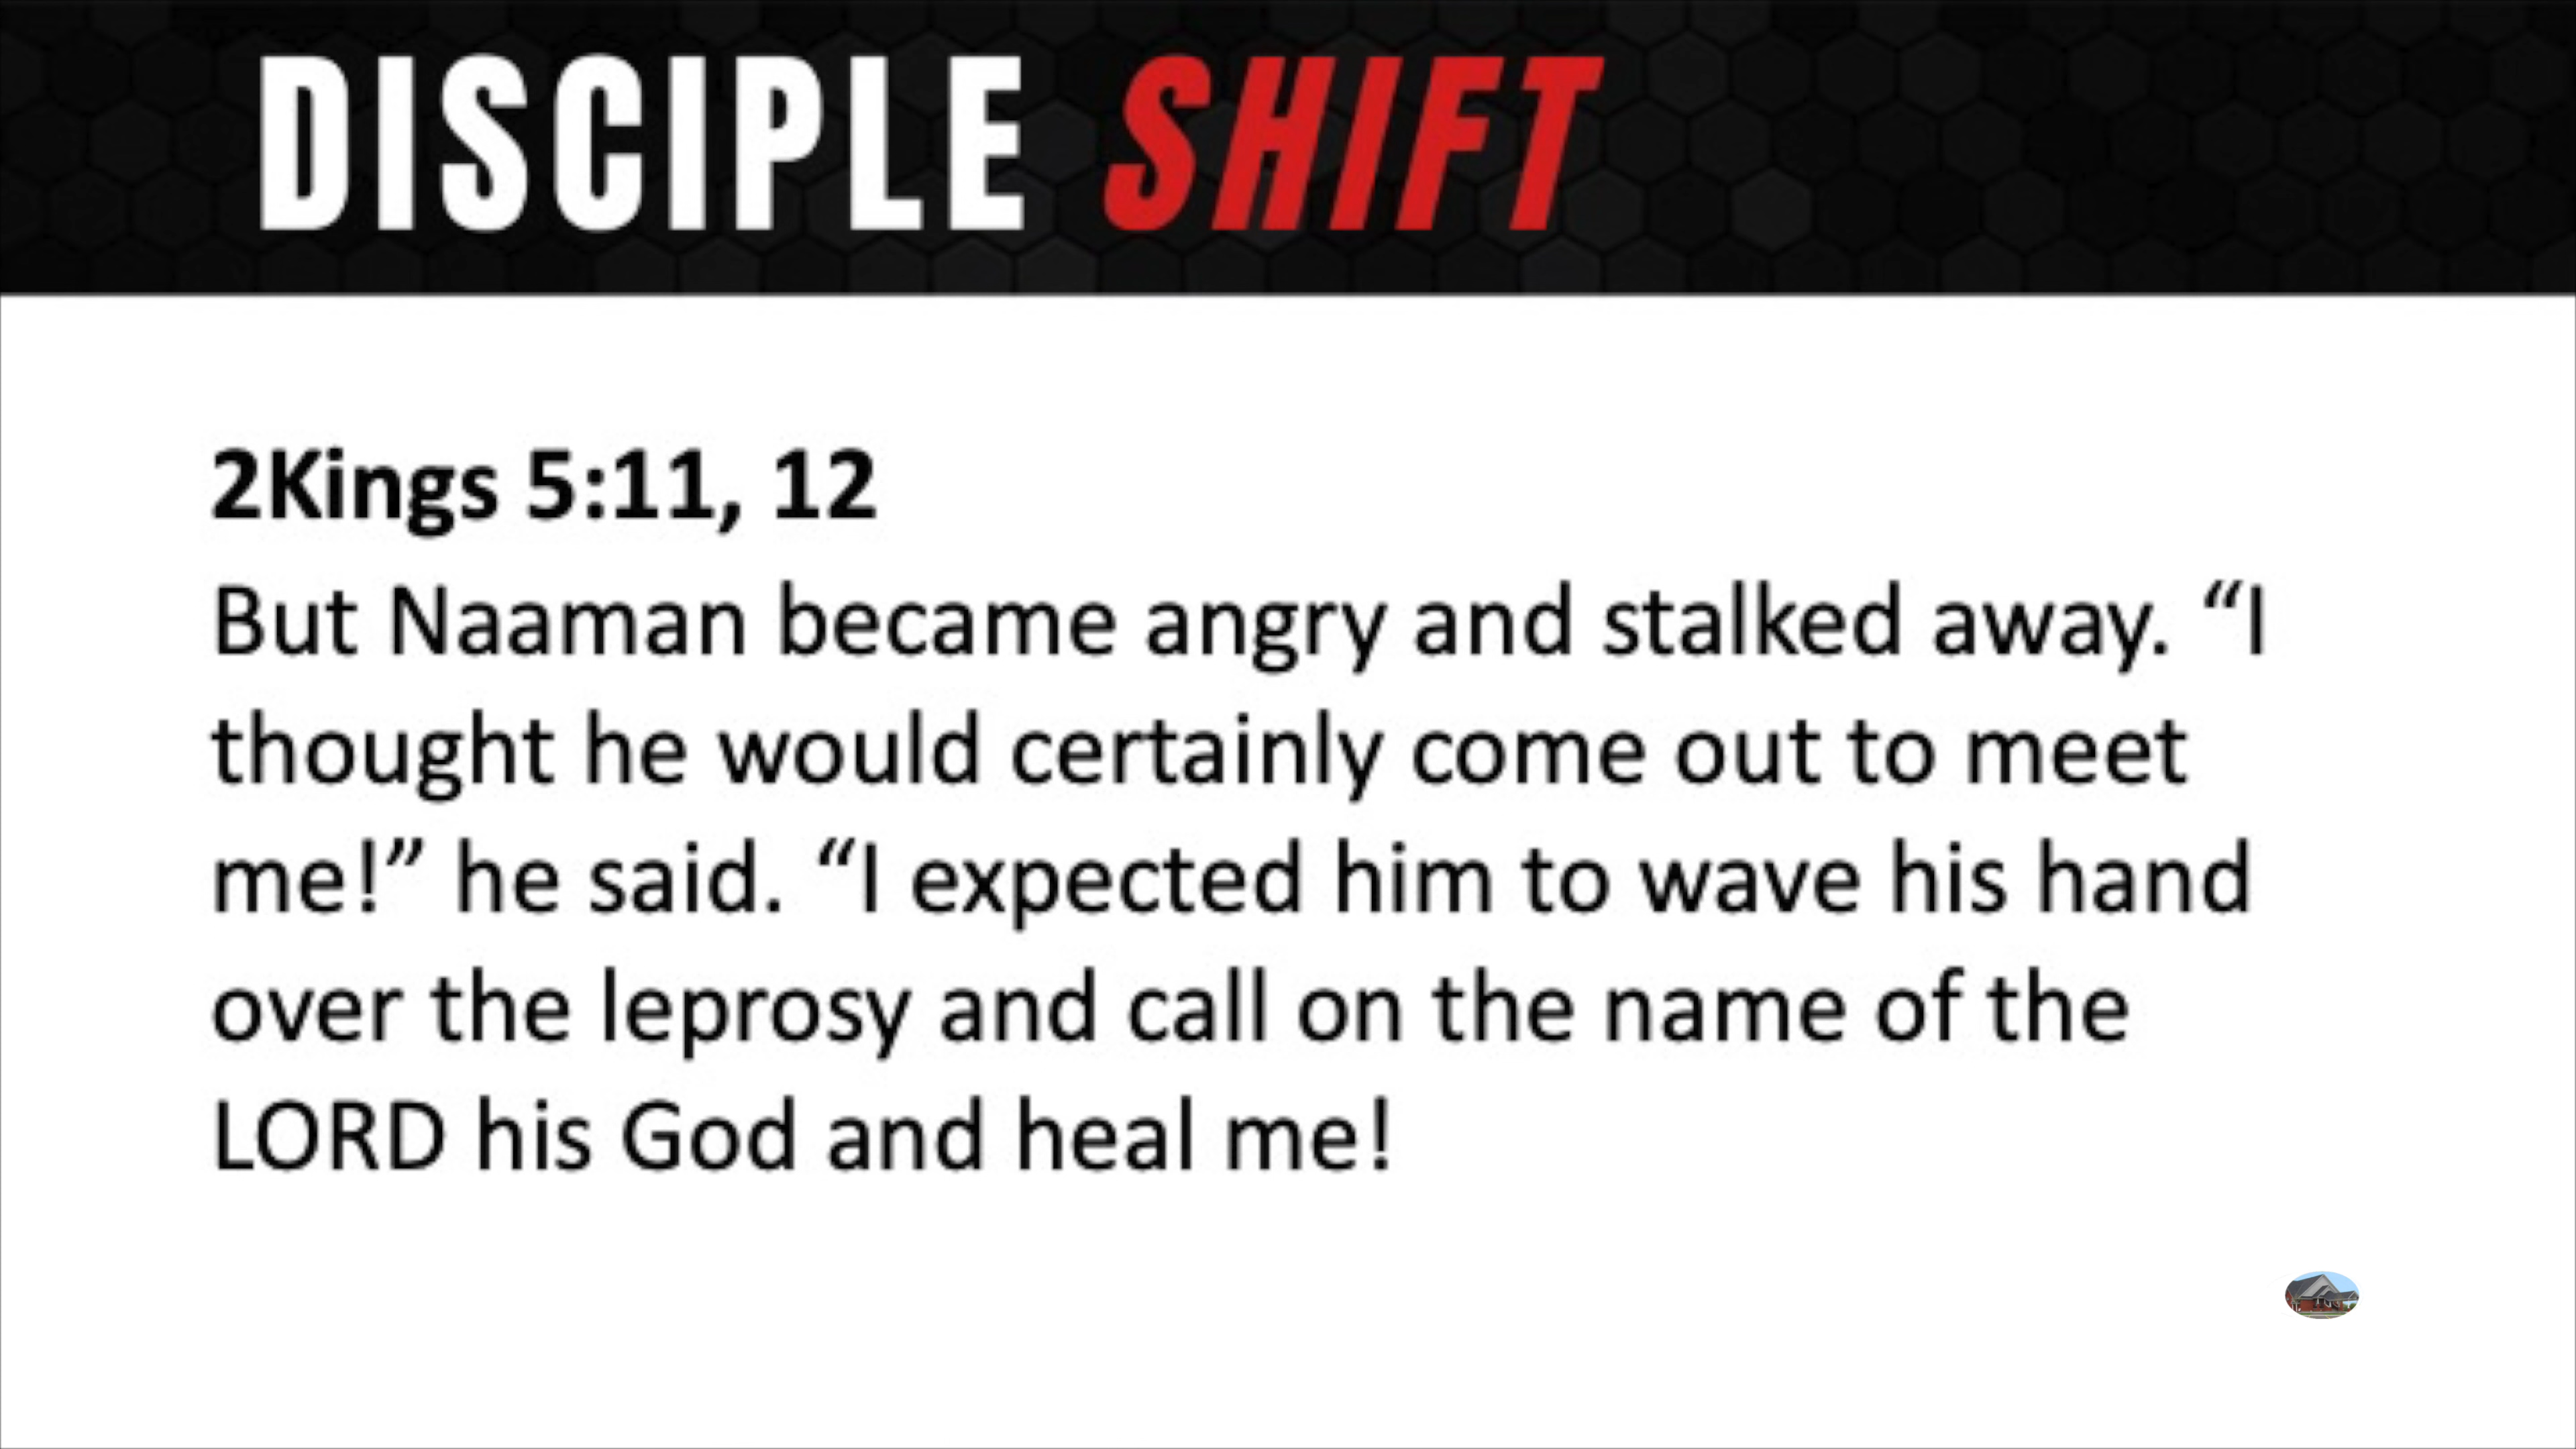 DISCIPLE SHIFT
2Kings 5:11, 12
But Naaman became angry and stalked away. “I
thought he would certainly come out to meet
me!” he said. “I expected him to wave his hand
over the leprosy and call on the name of the
LORD his God and heal me!